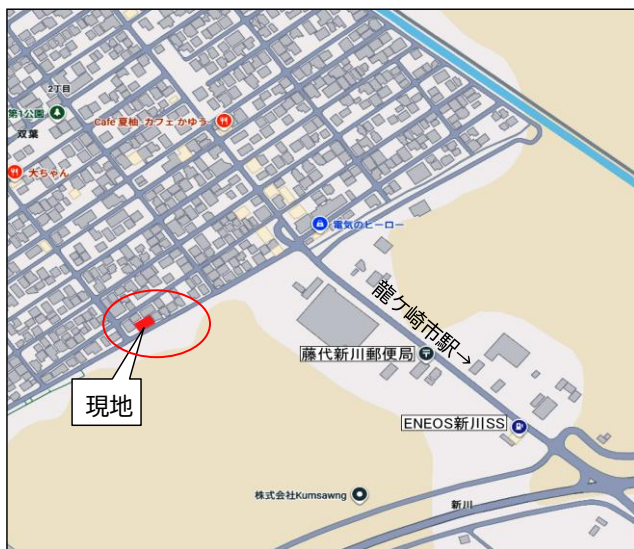 2丁目
第1公園
双葉
Cafe 夏柚 カフェ かゆう
大ちゃん
電気のヒーロー
龍ケ崎市駅→
藤代新川郵便局
現地
ENEOS新川SS
株式会社Kumsawng
新川